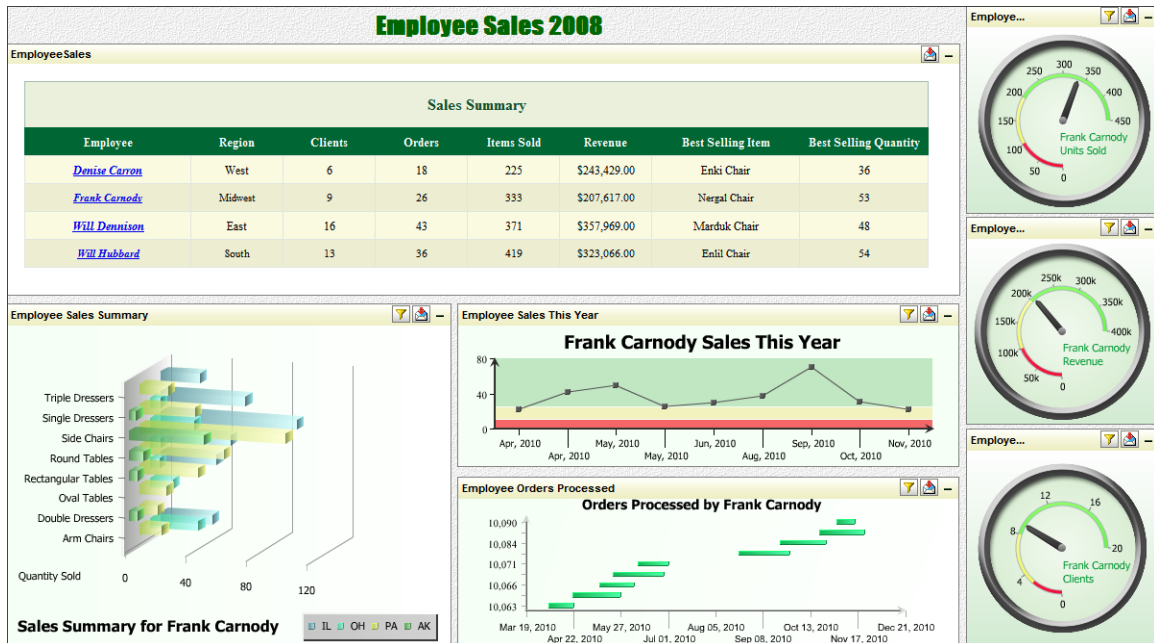 Employee Sales 2008
EmployeeSales
Sales Summary
Employee Region Clients Orders Items Sold Revenue Best Selling Item Best Selling Quantity
Denise Carron West 6 18 225 $243,429.00 Enki Chair 36
Frank Carnody Midwest 9 26 333 $207,617.00 Nergal Chair 53
Will Dennison East 16 43 371 $357,969.00 Marduk Chair 48
Will Hubbard South 13 36 419 $323,066.00 Enlil Chair 54
Employee Sales Summary
Triple Dressers
Single Dressers
Side Chairs
Round Tables
Rectangular Tables
Oval Tables
Double Dressers
Arm Chairs
Quantity Sold
0 40 80 120
Sales Summary for Frank Carnody
IL OH PA AK
Employee Sales This Year
Frank Carnody Sales This Year
80
40
0
Apr, 2010 May, 2010 Jun, 2010 Sep, 2010 Nov, 2010
Apr, 2010 May, 2010 Aug, 2010 Oct, 2010
Employee Orders Processed
Orders Processed by Frank Carnody
10,090
10,084
10,071
10,066
10,063
Mar 19, 2010 May 27, 2010 Aug 05, 2010 Oct 13, 2010 Dec 21, 2010
Apr 22, 2010 Jul 01, 2010 Sep 08, 2010 Nov 17, 2010
Employe...
0 50 100 150 200 250 300 350 400 450
Frank Carnody
Units Sold
Employe...
0 50k 100k 150k 200k 250k 300k 350k 400k
Frank Carnody
Revenue
Employe...
0 4 8 12 16 20
Frank Carnody
Clients